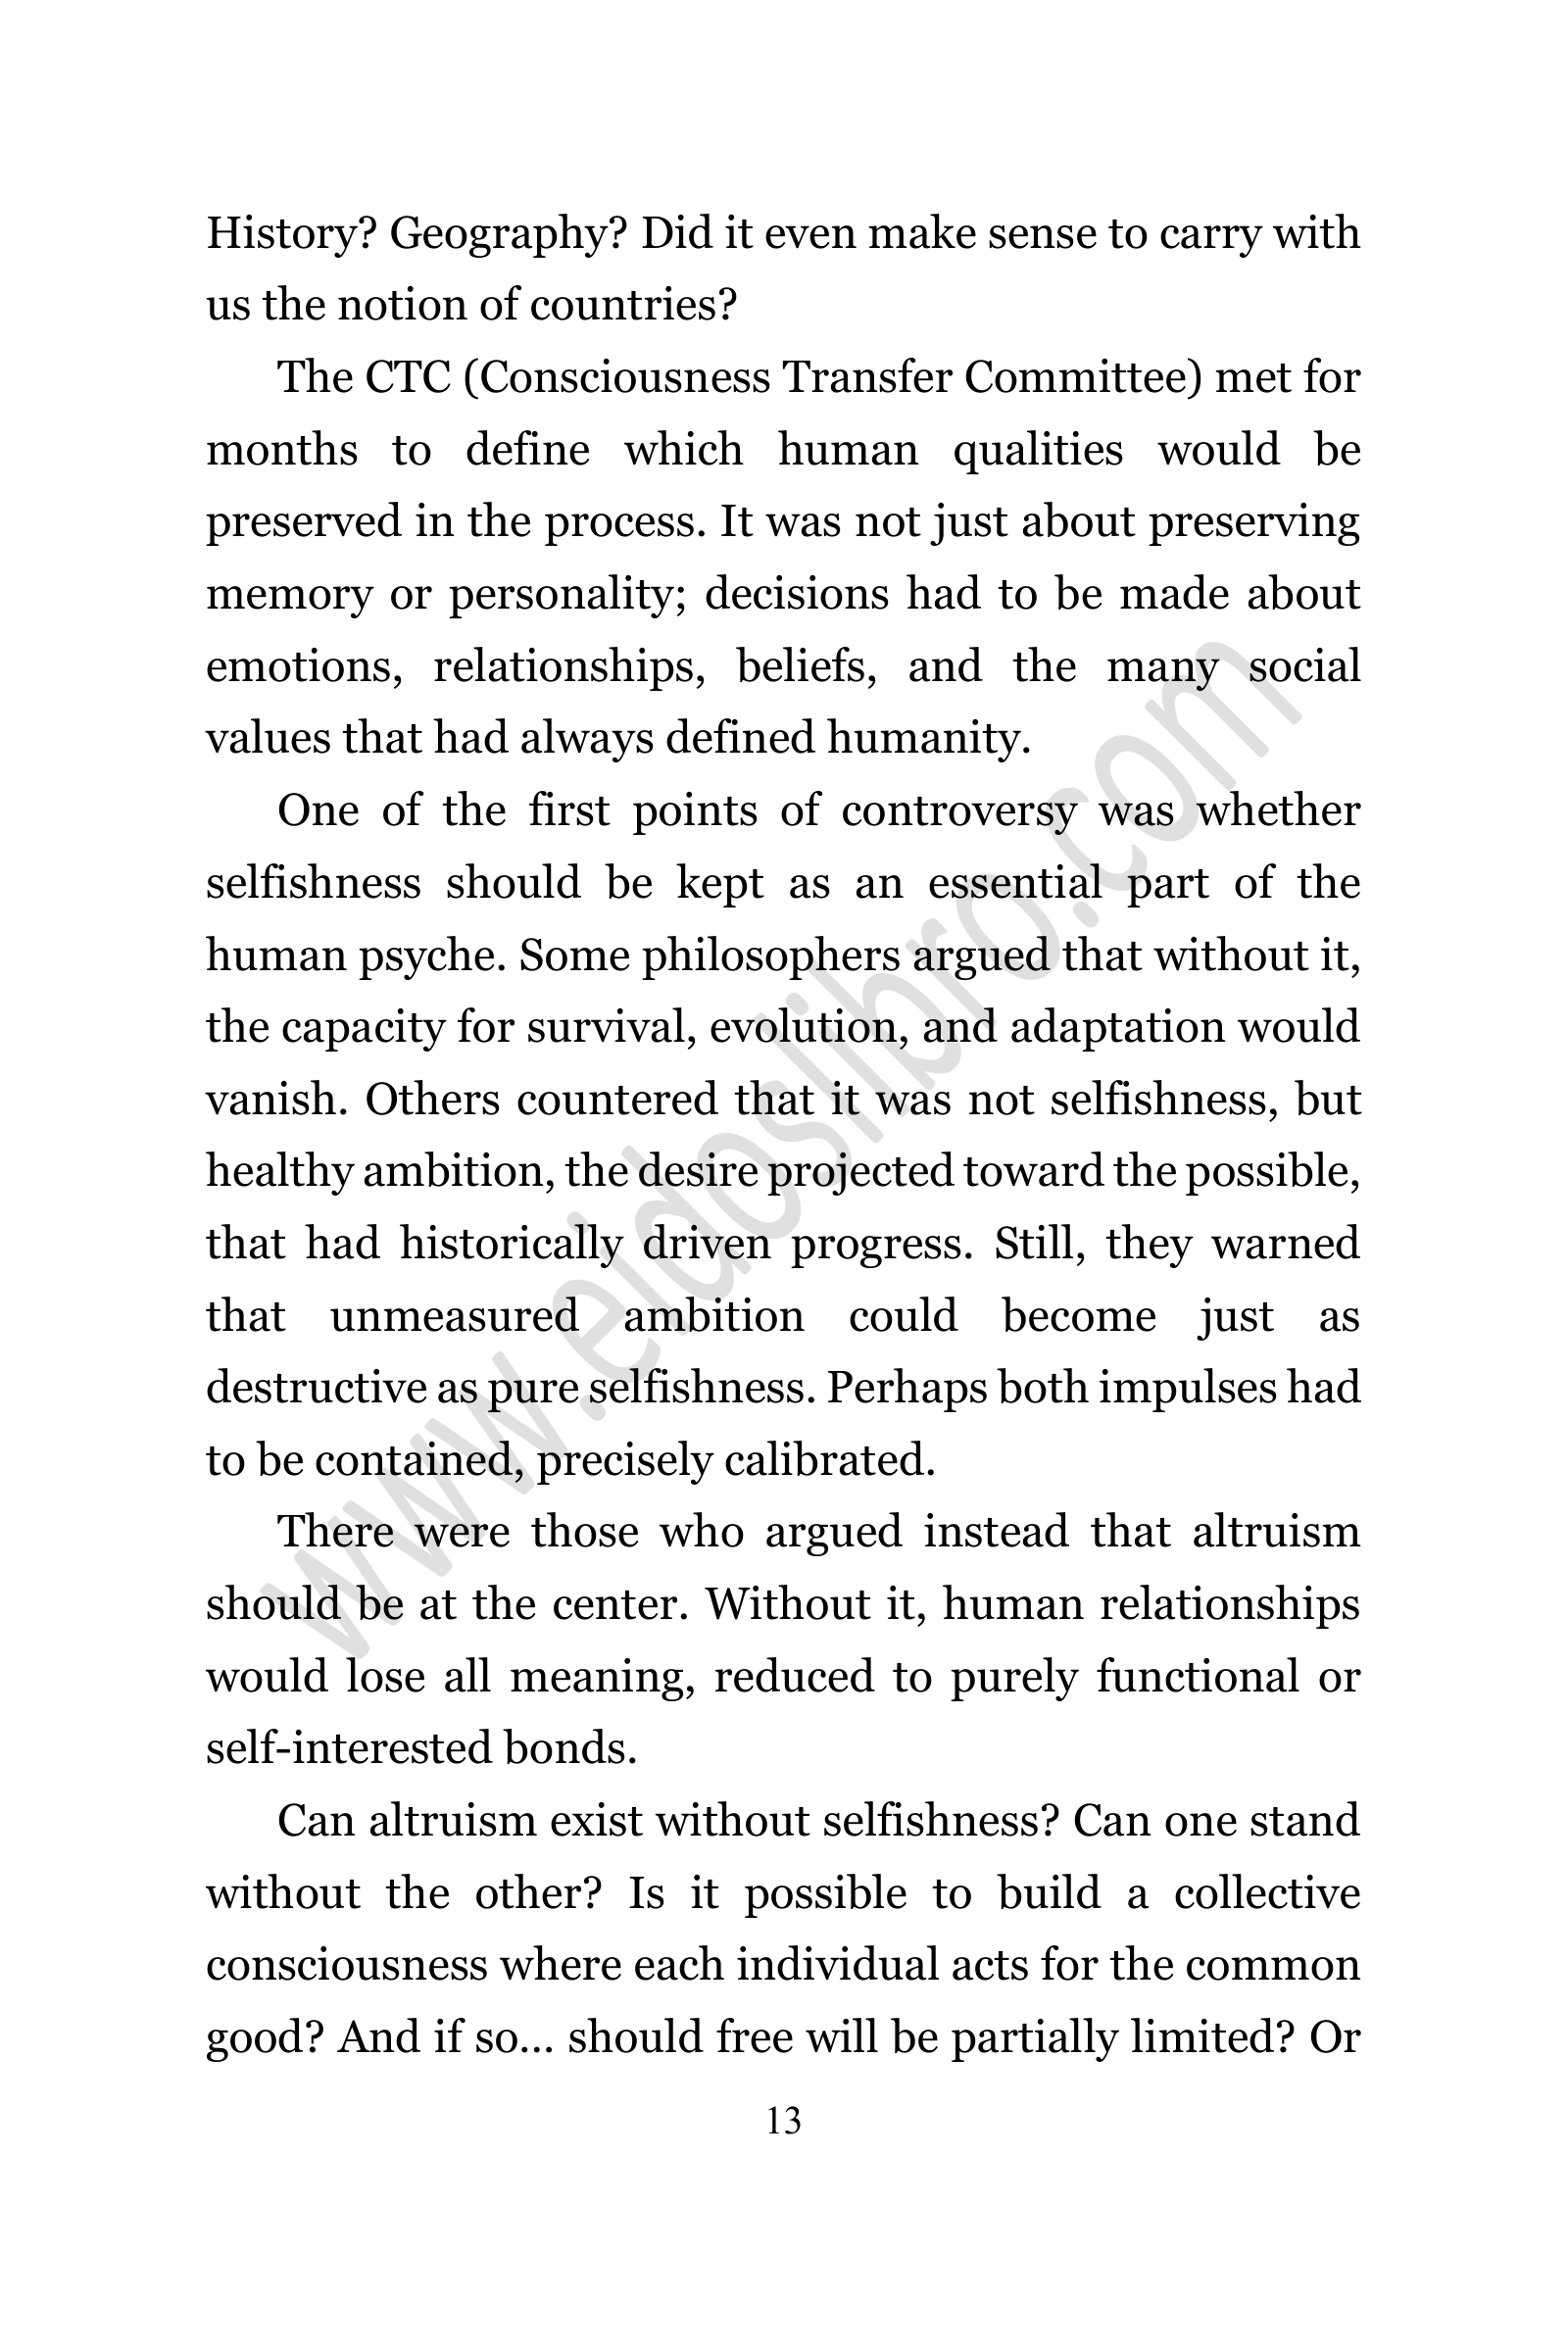 History? Geography? Did it even make sense to carry with
us the notion of countries?
The CTC (Consciousness Transfer Committee) met for
months to define which human qualities would be
preserved in the process. It was not just about preserving
memory or personality; decisions had to be made about
emotions, relationships, beliefs, and the many social
values that had always defined humanity.
One of the first points of controversy was whether
selfishness should be kept as an essential part of the
human psyche. Some philosophers argued that without it,
the capacity for survival, evolution, and adaptation would
vanish. Others countered that it was not selfishness, but
healthy ambition, the desire projected toward the possible,
that had historically driven progress. Still, they warned
that unmeasured ambition could become just as
destructive as pure selfishness. Perhaps both impulses had
to be contained, precisely calibrated.
There were those who argued instead that altruism
should be at the center. Without it, human relationships
would lose all meaning, reduced to purely functional or
self-interested bonds.
Can altruism exist without selfishness? Can one stand
without the other? Is it possible to build a collective
consciousness where each individual acts for the common
good? And if so... should free will be partially limited? Or
13
www.eidoslibro.com